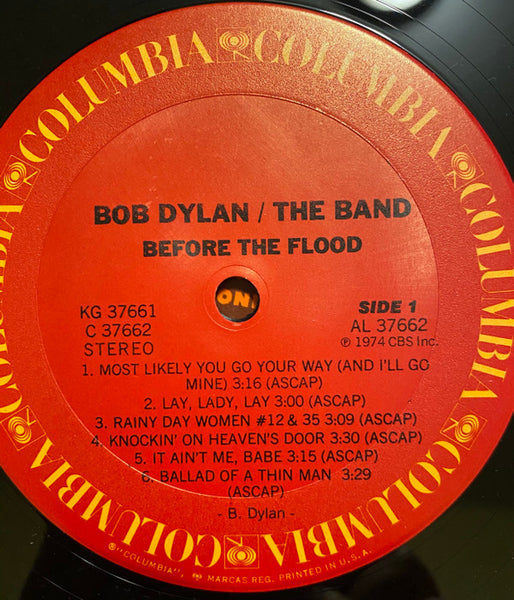 COLUMBIA COLUMBIA COLUMBIA COLUMBIA COLUMBIA COLUMBIA
BOB DYLAN / THE BAND
BEFORE THE FLOOD
ON
KG 37661
C 37662
STEREO
SIDE 1
AL 37662
℗ 1974 CBS Inc.
1. MOST LIKELY YOU GO YOUR WAY (AND I'LL GO
MINE) 3:16 (ASCAP)
2. LAY, LADY, LAY 3:00 (ASCAP)
3. RAINY DAY WOMEN #12 & 35 3:09 (ASCAP)
4. KNOCKIN' ON HEAVEN'S DOOR 3:30 (ASCAP)
5. IT AIN'T ME, BABE 3:15 (ASCAP)
6. BALLAD OF A THIN MAN 3:29
(ASCAP)
- B. Dylan -
®"COLUMBIA", MARCAS REG. PRINTED IN U.S.A.